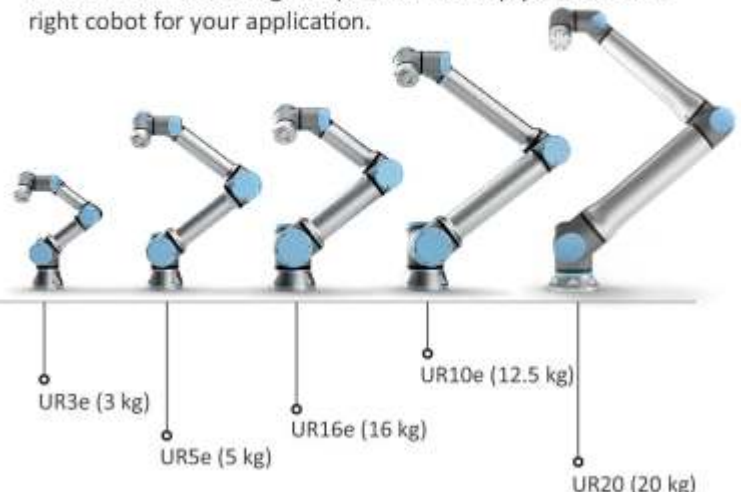 right cobot for your application.
UR10e (12.5 kg)
UR3e (3 kg)
UR16e (16 kg)
UR5e (5 kg)
UR20 (20 kg)